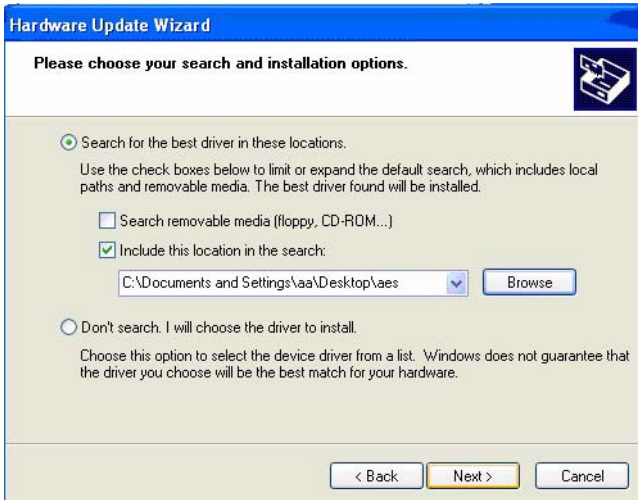 Hardware Update Wizard
Please choose your search and installation options.
Search for the best driver in these locations.
Use the check boxes below to limit or expand the default search, which includes local
paths and removable media. The best driver found will be installed.
Search removable media (floppy, CD-ROM...)
Include this location in the search:
C:\Documents and Settings\aa\Desktop\aes
Browse
Don't search. I will choose the driver to install.
Choose this option to select the device driver from a list. Windows does not guarantee that
the driver you choose will be the best match for your hardware.
< Back Next > Cancel